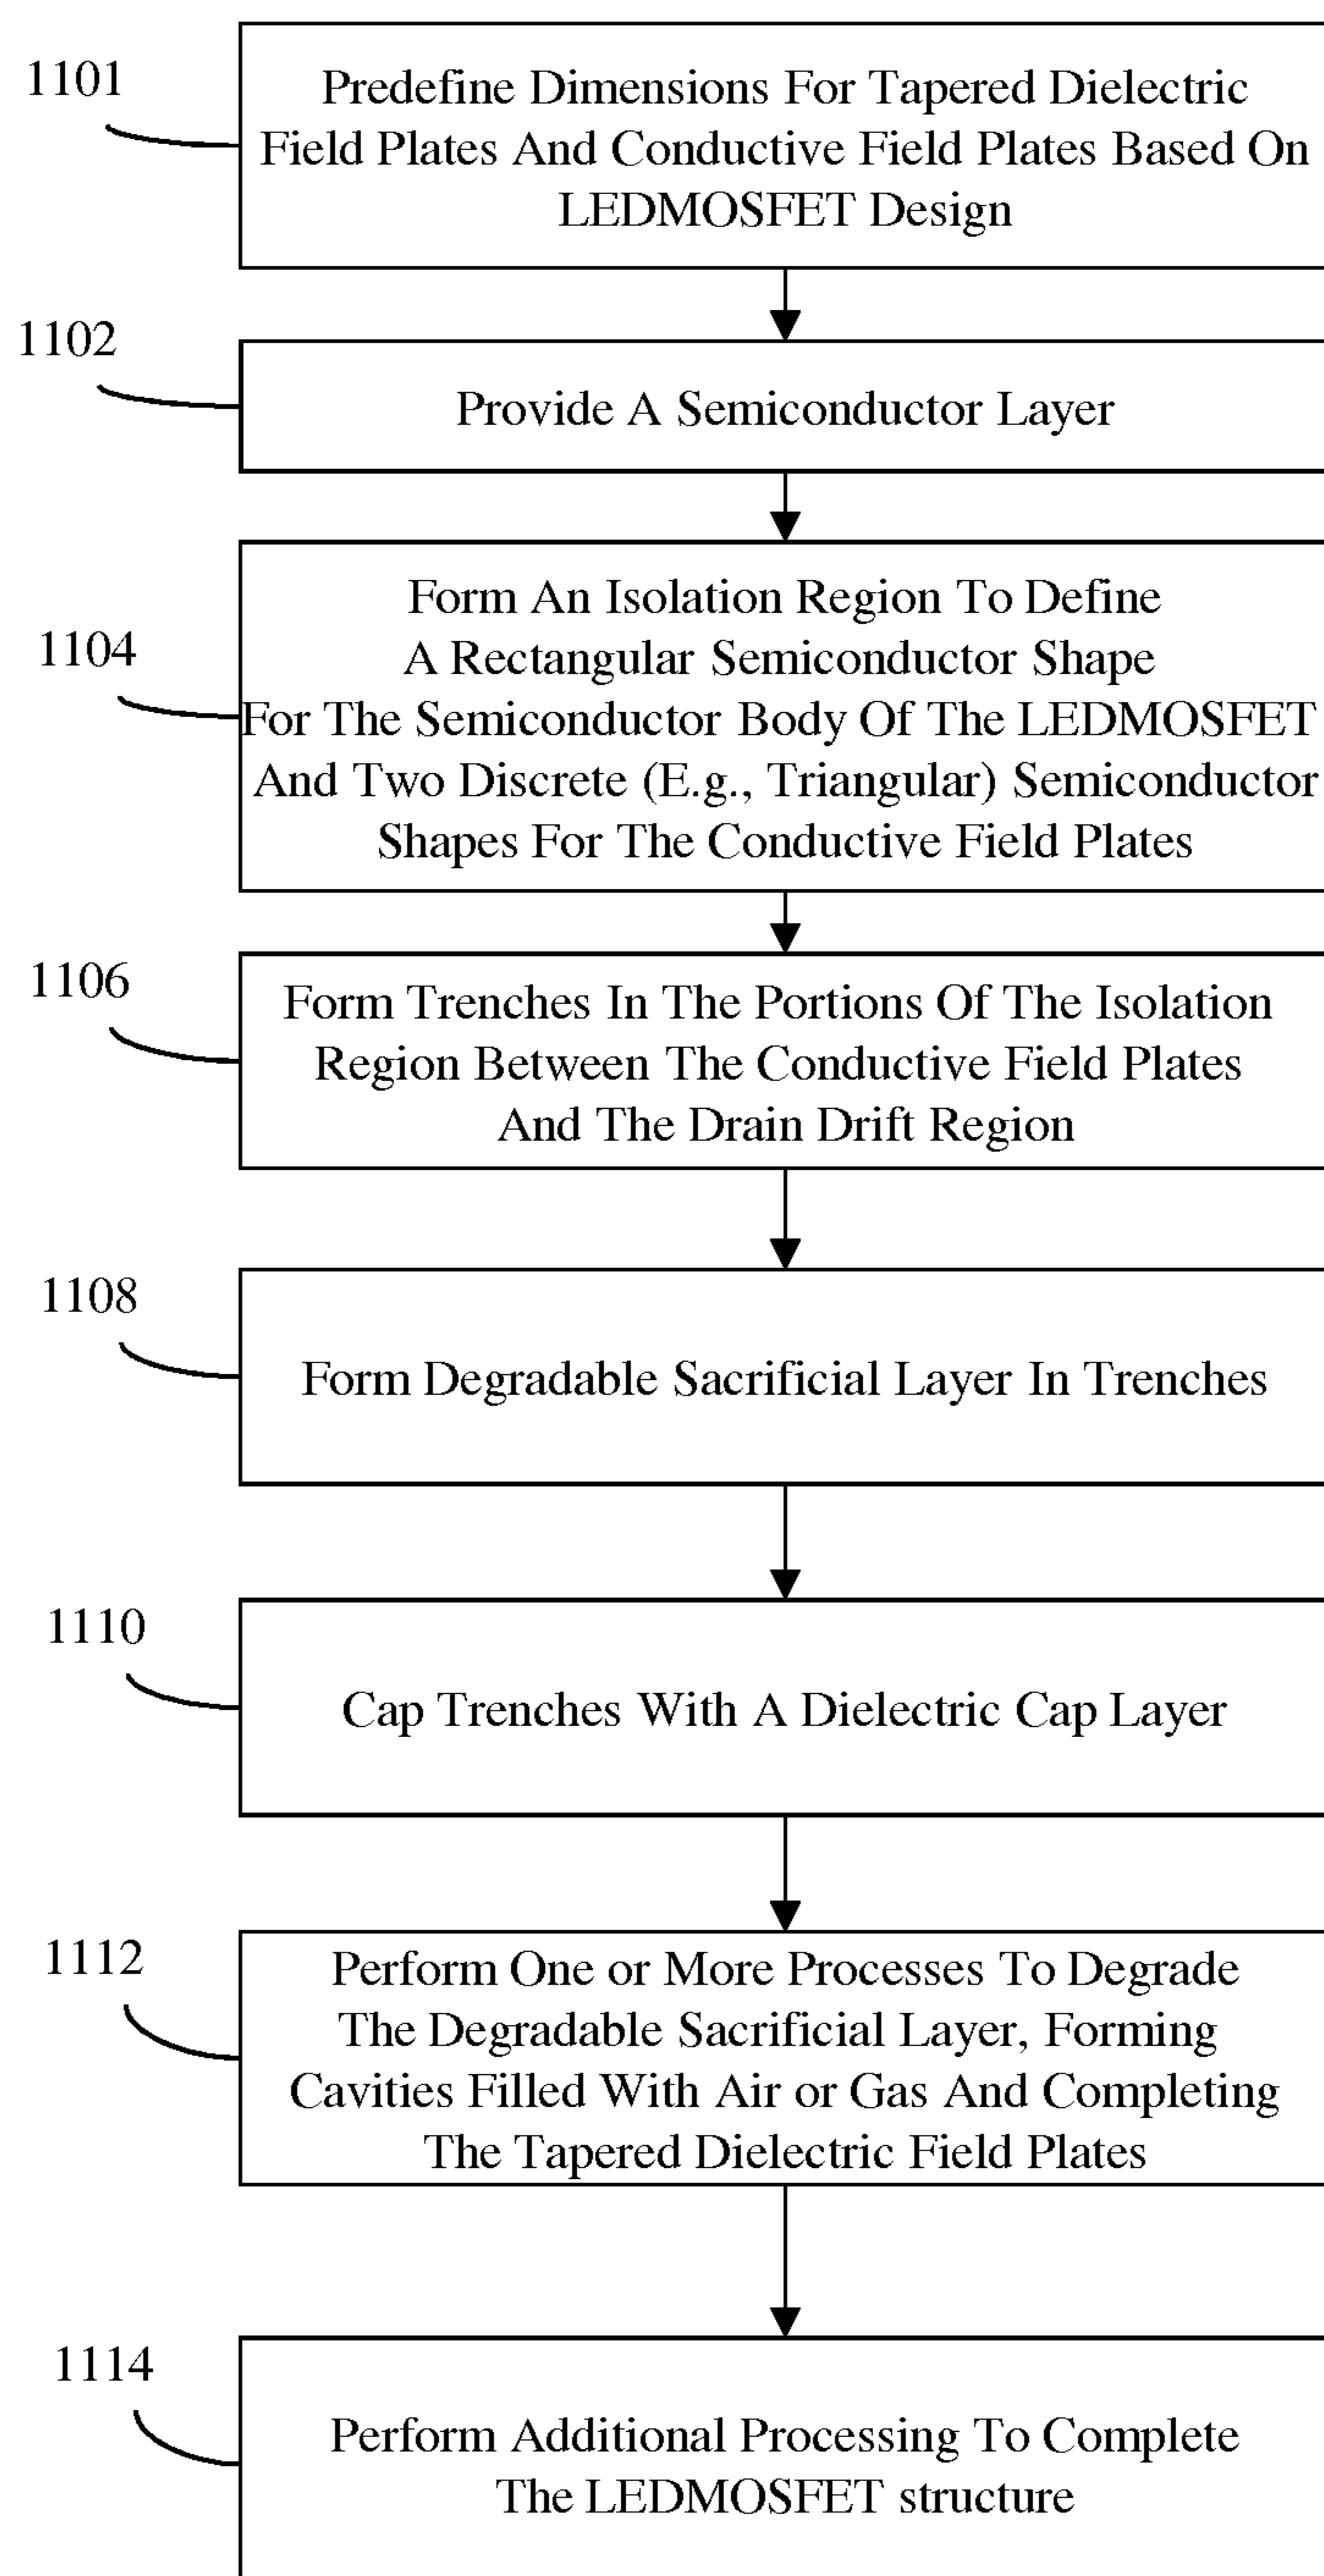 1101
Predefine Dimensions For Tapered Dielectric
Field Plates And Conductive Field Plates Based On
LEDMOSFET Design
1102
Provide A Semiconductor Layer
1104
Form An Isolation Region To Define
A Rectangular Semiconductor Shape
For The Semiconductor Body Of The LEDMOSFET
And Two Discrete (E.g., Triangular) Semiconductor
Shapes For The Conductive Field Plates
1106
Form Trenches In The Portions Of The Isolation
Region Between The Conductive Field Plates
And The Drain Drift Region
1108
Form Degradable Sacrificial Layer In Trenches
1110
Cap Trenches With A Dielectric Cap Layer
1112
Perform One or More Processes To Degrade
The Degradable Sacrificial Layer, Forming
Cavities Filled With Air or Gas And Completing
The Tapered Dielectric Field Plates
1114
Perform Additional Processing To Complete
The LEDMOSFET structure